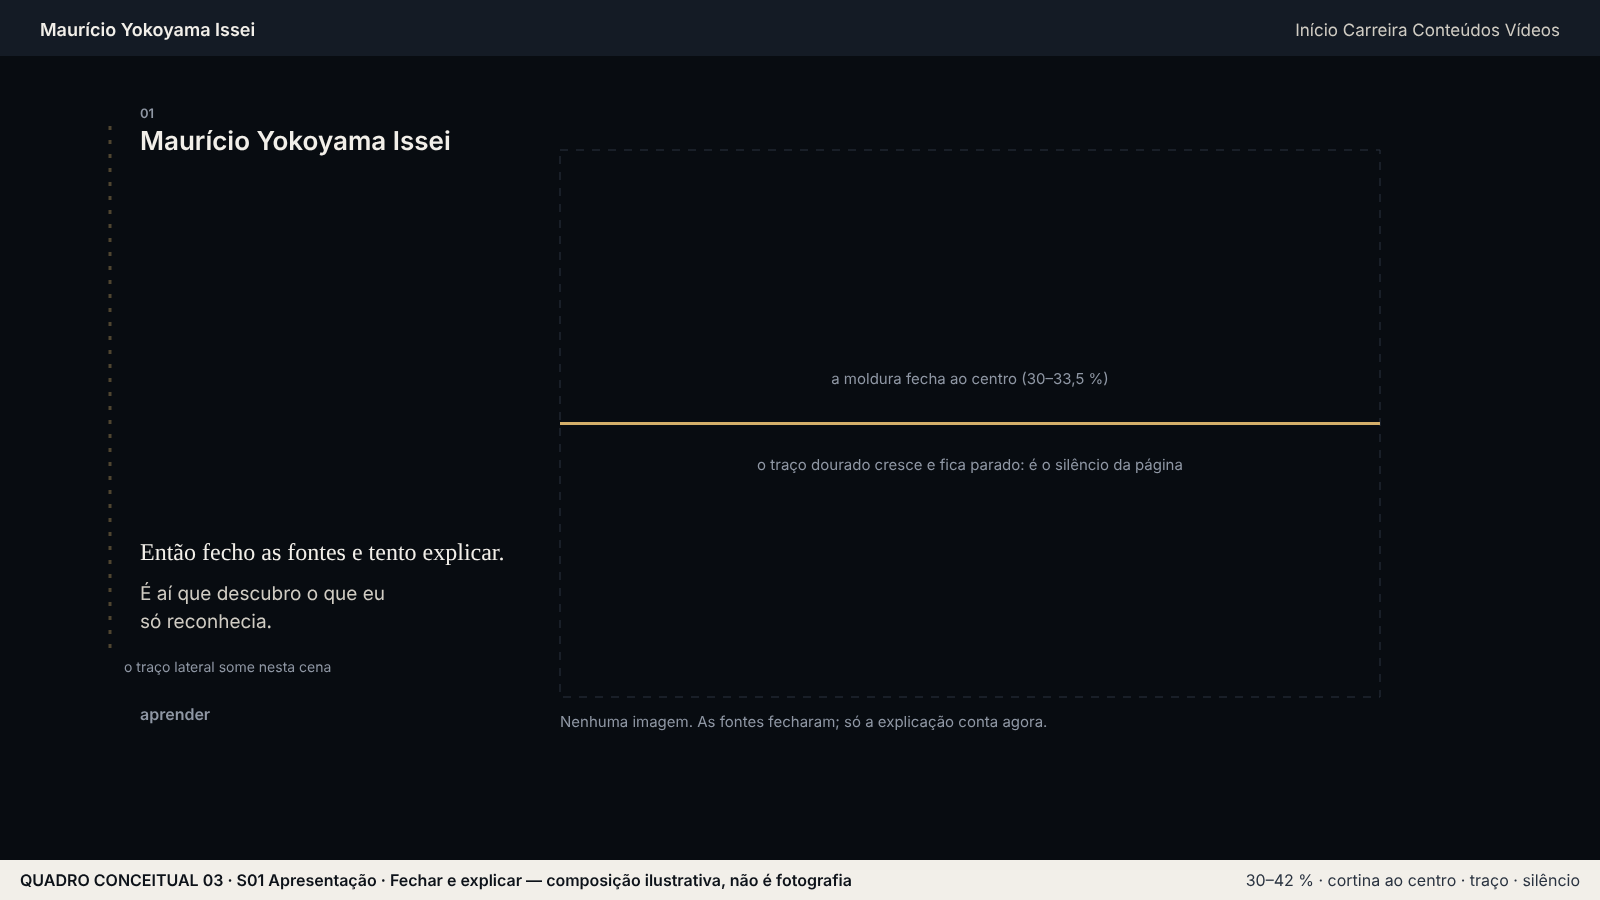 Maurício Yokoyama Issei
Início Carreira Conteúdos Vídeos
01
Maurício Yokoyama Issei
a moldura fecha ao centro (30–33,5 %)
o traço dourado cresce e fica parado: é o silêncio da página
Então fecho as fontes e tento explicar.
É aí que descubro o que eu
só reconhecia.
o traço lateral some nesta cena
aprender
Nenhuma imagem. As fontes fecharam; só a explicação conta agora.
QUADRO CONCEITUAL 03 · S01 Apresentação · Fechar e explicar — composição ilustrativa, não é fotografia
30–42 % · cortina ao centro · traço · silêncio